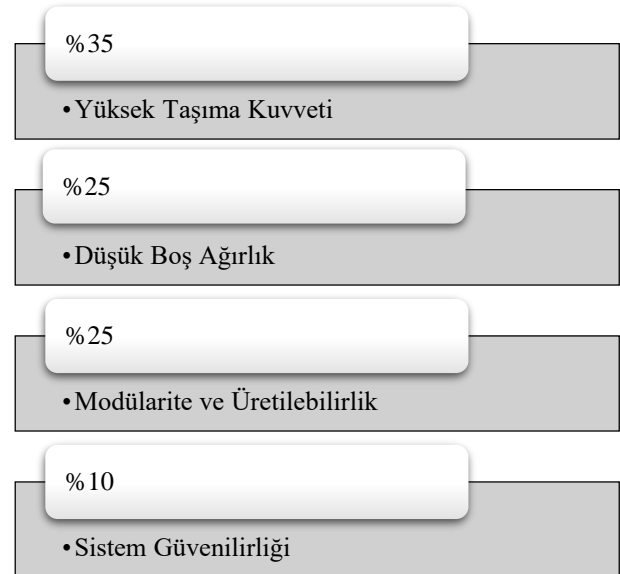 %35
•Yüksek Taşıma Kuvveti
%25
•Düşük Boş Ağırlık
%25
•Modülarite ve Üretilebilirlik
%10
•Sistem Güvenilirliği